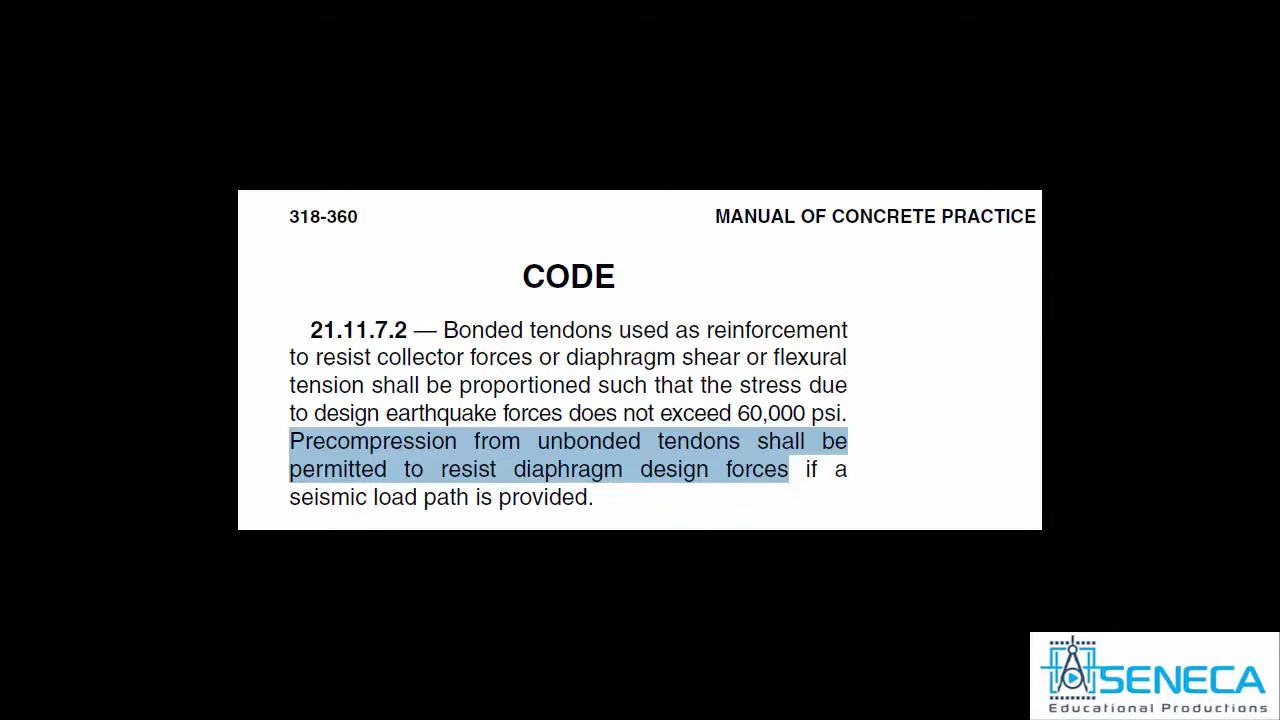 318-360 MANUAL OF CONCRETE PRACTICE
CODE
21.11.7.2 — Bonded tendons used as reinforcement
to resist collector forces or diaphragm shear or flexural
tension shall be proportioned such that the stress due
to design earthquake forces does not exceed 60,000 psi.
Precompression from unbonded tendons shall be
permitted to resist diaphragm design forces if a
seismic load path is provided.
SENECA
Educational Productions